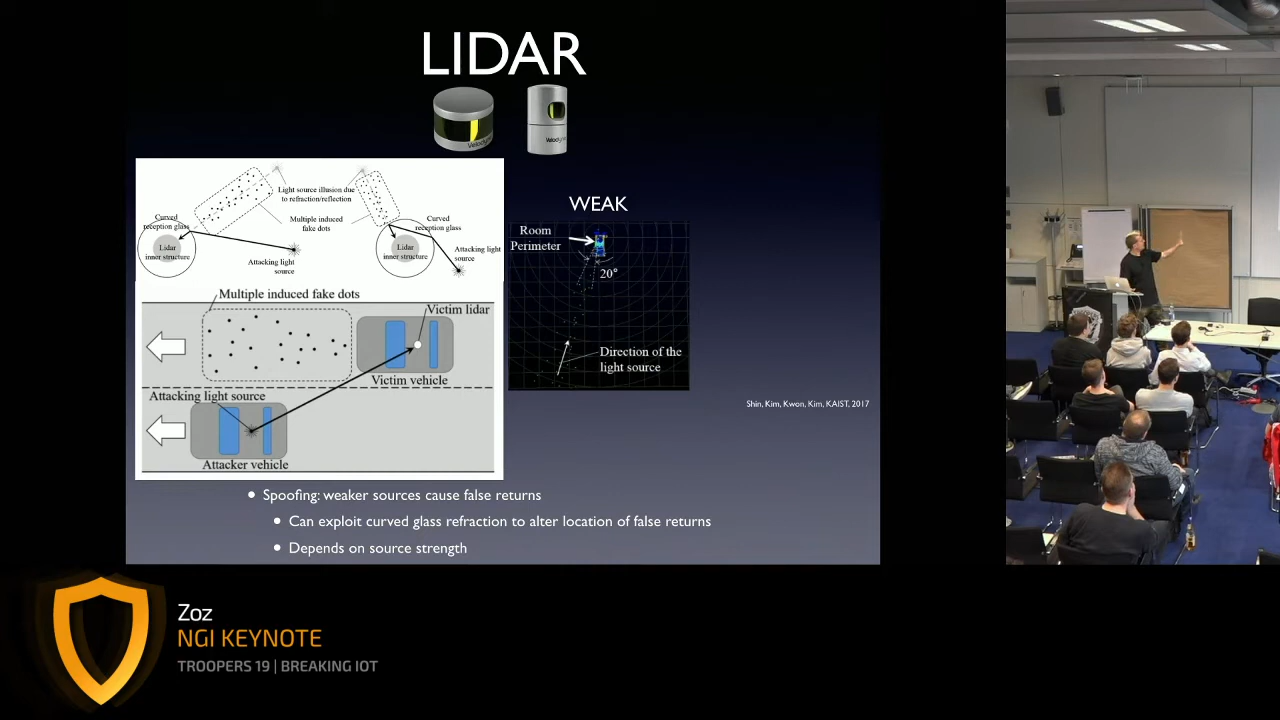 LIDAR
Velodyne
Velodyne
Light source illusion due
to refraction/reflection
Multiple induced
fake dots
Curved
reception glass
Lidar
inner structure
Attacking light
source
Curved
reception glass
Lidar
inner structure
Attacking light
source
Multiple induced fake dots
Victim lidar
Victim vehicle
Attacking light source
Attacker vehicle
WEAK
Room
Perimeter
20°
Direction of the
light source
Shin, Kim, Kwon, Kim, KAIST, 2017
• Spoofing: weaker sources cause false returns
• Can exploit curved glass refraction to alter location of false returns
• Depends on source strength
Zoz
NGI KEYNOTE
TROOPERS 19 | BREAKING IOT